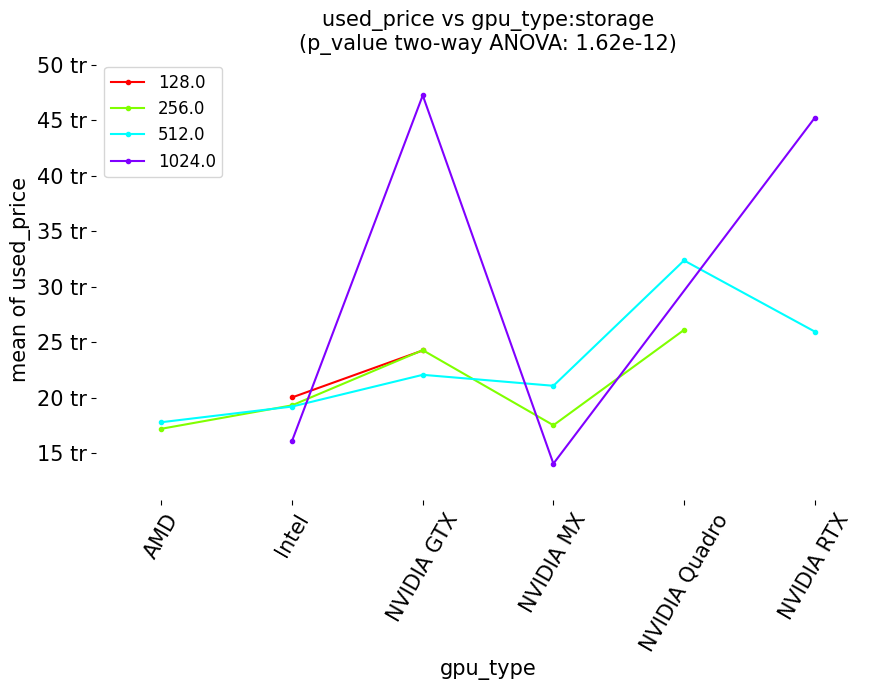 used_price vs gpu_type:storage
(p_value two-way ANOVA: 1.62e-12)
128.0
256.0
512.0
1024.0
50 tr
45 tr
40 tr
35 tr
30 tr
25 tr
20 tr
15 tr
mean of used_price
AMD
Intel
NVIDIA GTX
NVIDIA MX
NVIDIA Quadro
NVIDIA RTX
gpu_type